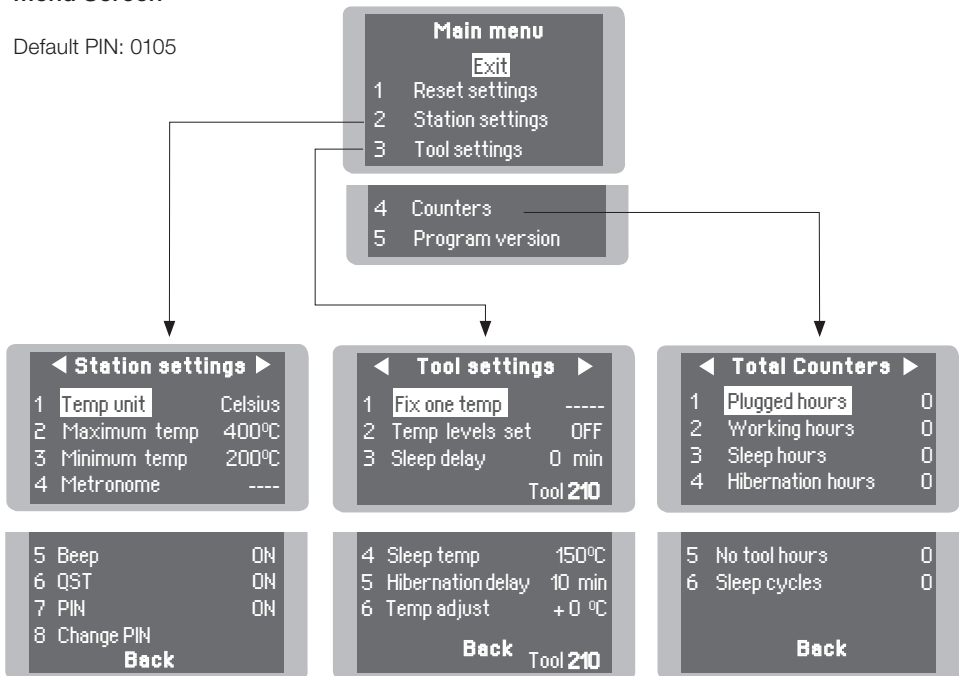 Menu Screen
Default PIN: 0105
Main menu
Exit
1 Reset settings
2 Station settings
3 Tool settings
4 Counters
5 Program version
◀ Station settings ▶
1 Temp unit Celsius
2 Maximum temp 400ºC
3 Minimum temp 200ºC
4 Metronome ----
5 Beep ON
6 QST ON
7 PIN ON
8 Change PIN
Back
◀ Tool settings ▶
1 Fix one temp -----
2 Temp levels set OFF
3 Sleep delay 0 min
Tool 210
4 Sleep temp 150ºC
5 Hibernation delay 10 min
6 Temp adjust +0 ºC
Back Tool 210
◀ Total Counters ▶
1 Plugged hours 0
2 Working hours 0
3 Sleep hours 0
4 Hibernation hours 0
5 No tool hours 0
6 Sleep cycles 0
Back